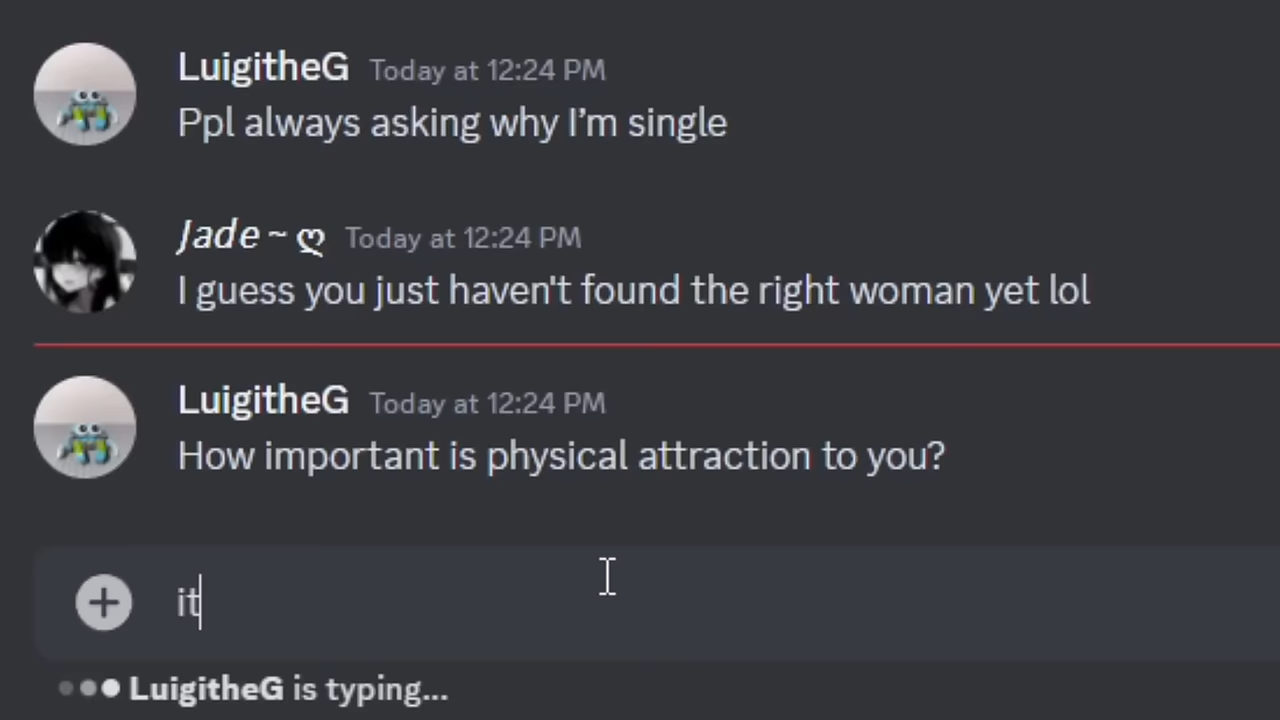 LuigitheG Today at 12:24 PM
Ppl always asking why I’m single
Jade ~ ღ Today at 12:24 PM
I guess you just haven't found the right woman yet lol
LuigitheG Today at 12:24 PM
How important is physical attraction to you?
it
LuigitheG is typing...